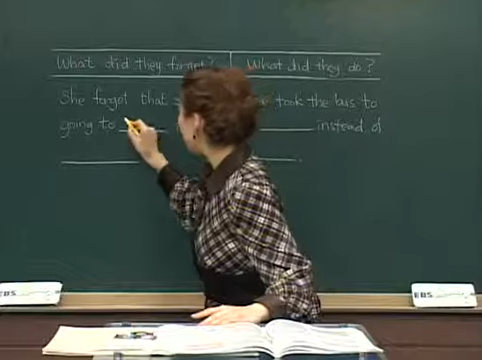 What did they forget? What did they do?
She forgot that took the bus to
going to instead of
EBS
EBS